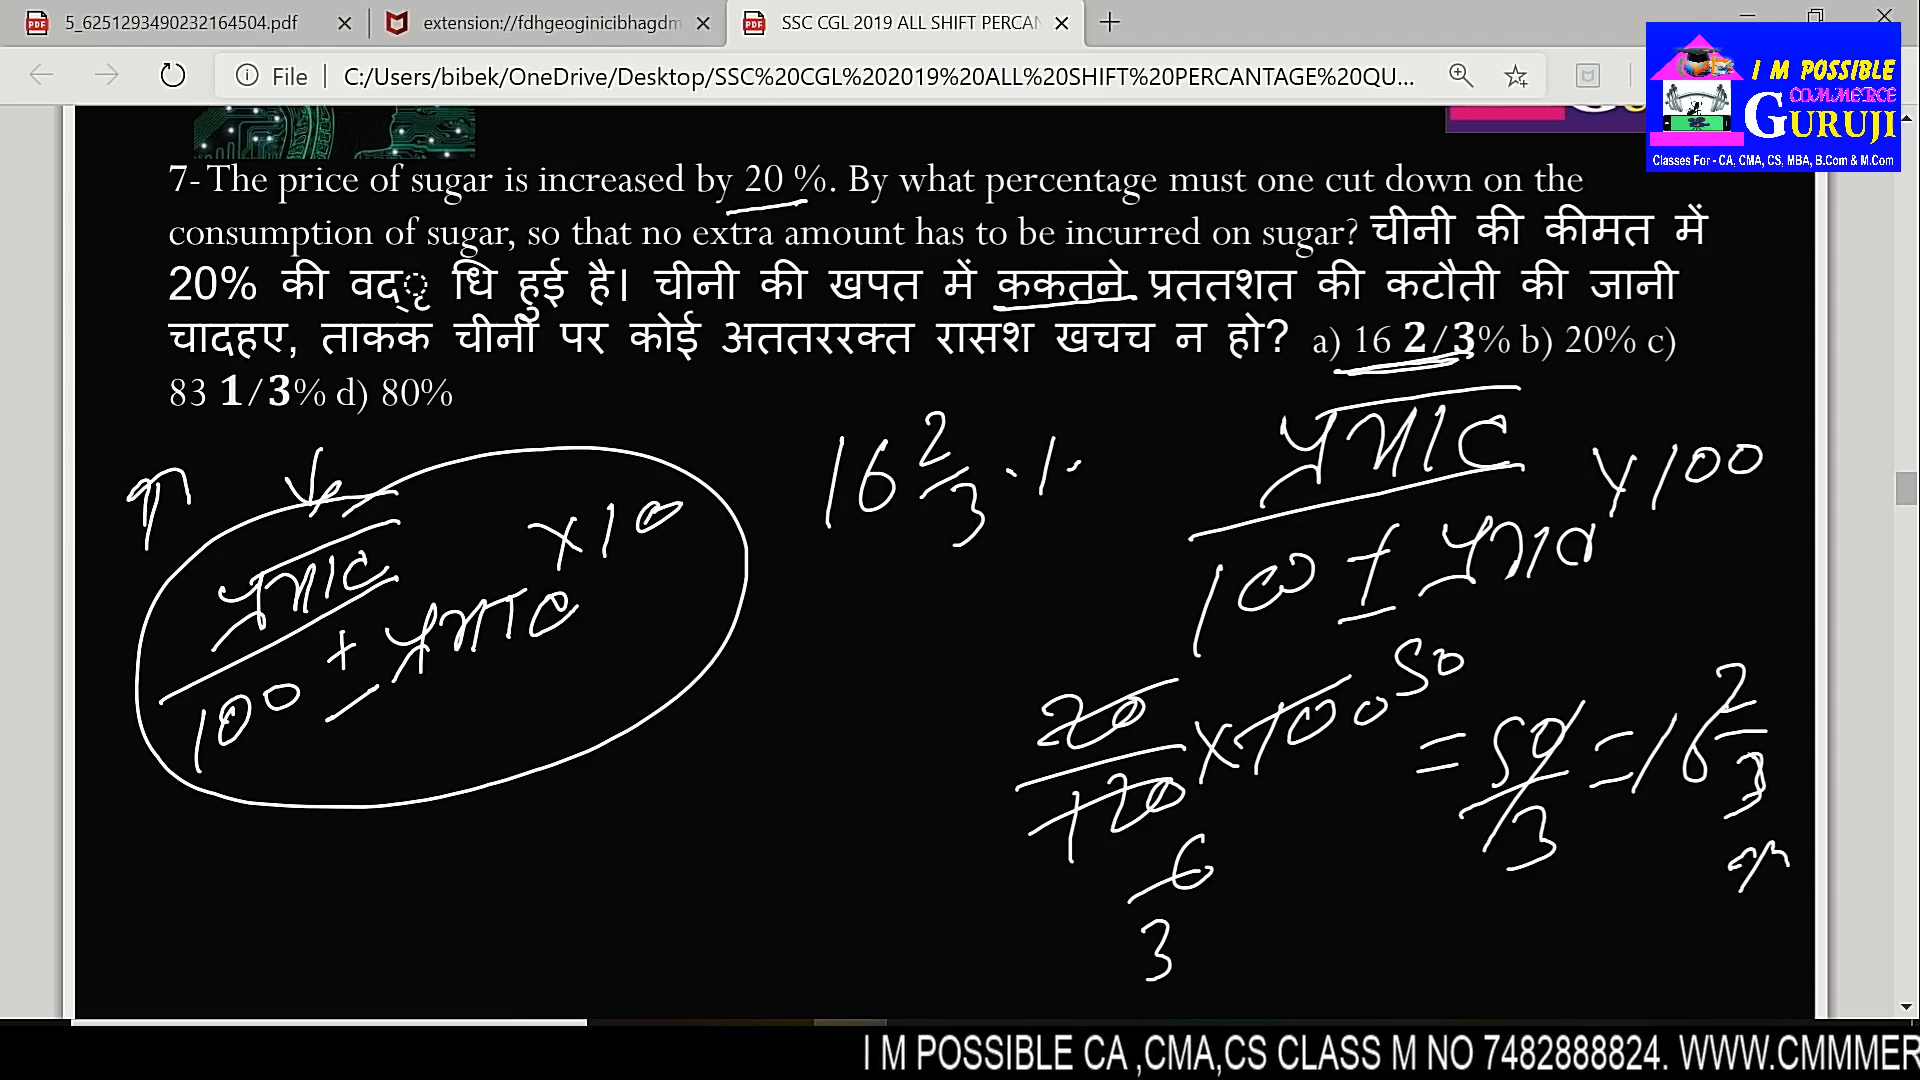 5_6251293490232164504.pdf
extension://fdhgeoginicibhagdm
SSC CGL 2019 ALL SHIFT PERCAN
File C:/Users/bibek/OneDrive/Desktop/SSC%20CGL%202019%20ALL%20SHIFT%20PERCANTAGE%20QU...
I M POSSIBLE
COMMERCE
GURUJI
Classes For - CA, CMA, CS, MBA, B.Com & M.Com
7- The price of sugar is increased by 20 %. By what percentage must one cut down on the
consumption of sugar, so that no extra amount has to be incurred on sugar? चीनी की कीमत में
20% की वद्ृ धि हुई है। चीनी की खपत में ककतने प्रततशत की कटौती की जानी
चादहए, ताकक चीनी पर कोई अततररक्त रासश खचच न हो? a) 16 2/3% b) 20% c)
83 1/3% d) 80%
16 2/3 %
100 ±
x 100
100 ±
20/120 x 100 50 = 50/3 = 16 2/3
6
3
I M POSSIBLE CA ,CMA,CS CLASS M NO 7482888824. WWW.CMMMER